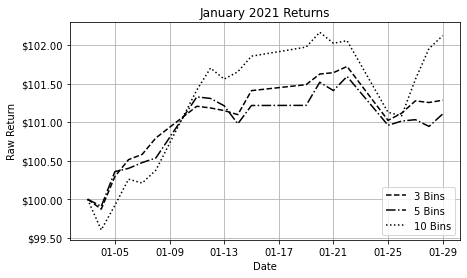 January 2021 Returns
Raw Return
$102.00
$101.50
$101.00
$100.50
$100.00
$99.50
3 Bins
5 Bins
10 Bins
01-05 01-09 01-13 01-17 01-21 01-25 01-29
Date